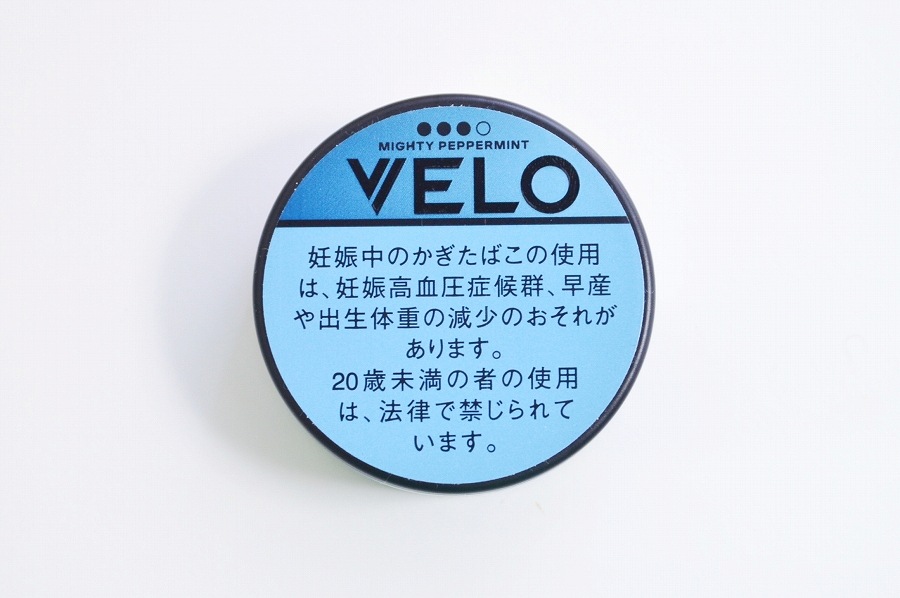 MIGHTY PEPPERMINT
VELO
妊娠中のかぎたばこの使用
は、妊娠高血圧症候群、早産
や出生体重の減少のおそれが
あります。
20歳未満の者の使用
は、法律で禁じられて
います。